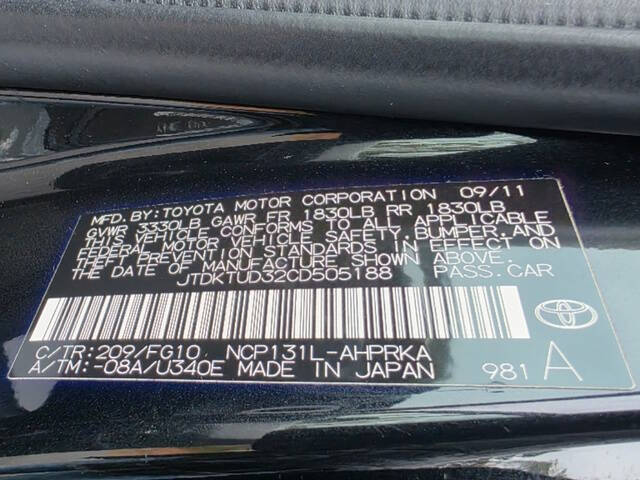 MFD. BY: TOYOTA MOTOR CORPORATION 09/11
GVWR 3330LB GAWR FR 1830LB RR 1830LB
THIS VEHICLE CONFORMS TO ALL APPLICABLE
FEDERAL MOTOR VEHICLE SAFETY, BUMPER, AND
THEFT PREVENTION STANDARDS IN EFFECT ON
THE DATE OF MANUFACTURE SHOWN ABOVE.
JTDKTUD32CD505188 PASS. CAR
C/TR: 209/FG10 NCP131L-AHPRKA
A/TM: -08A/U340E MADE IN JAPAN 981 A